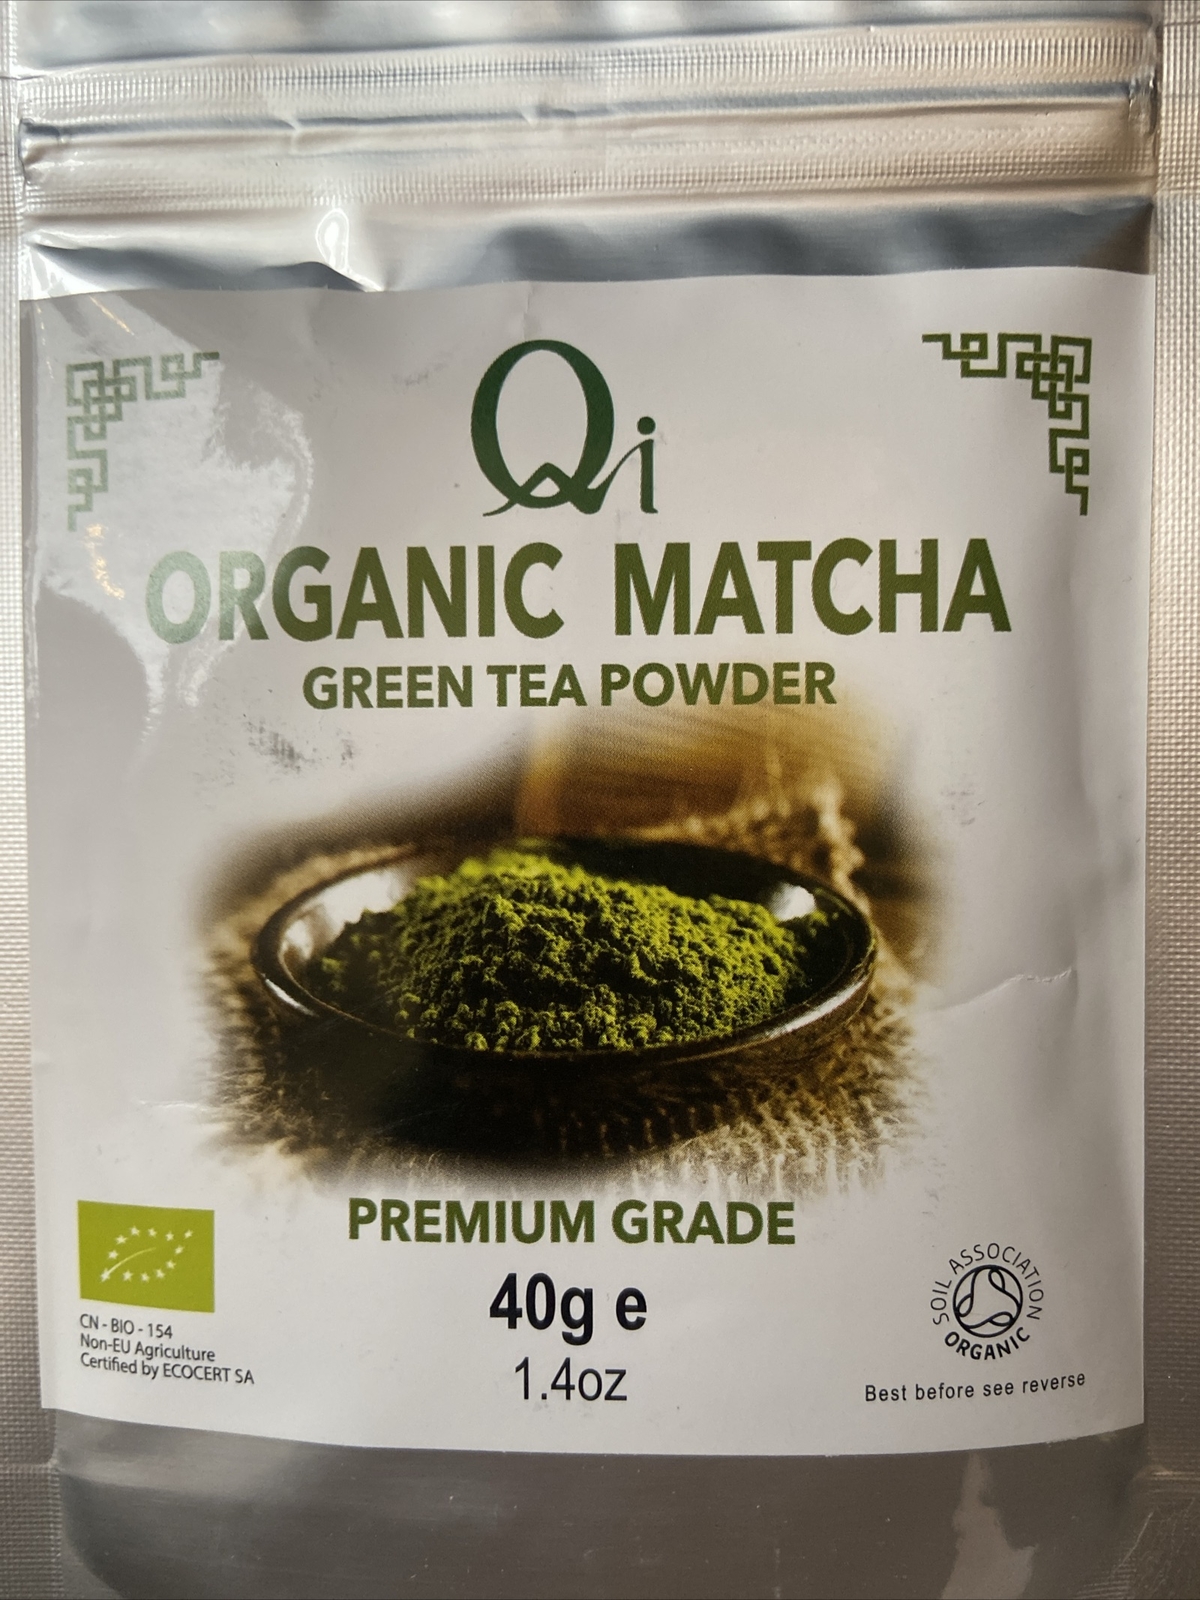 Qi
ORGANIC MATCHA
GREEN TEA POWDER
PREMIUM GRADE
40g e
1.4oz
CN - BIO - 154
Non-EU Agriculture
Certified by ECOCERT SA
SOIL ASSOCIATION
ORGANIC
Best before see reverse